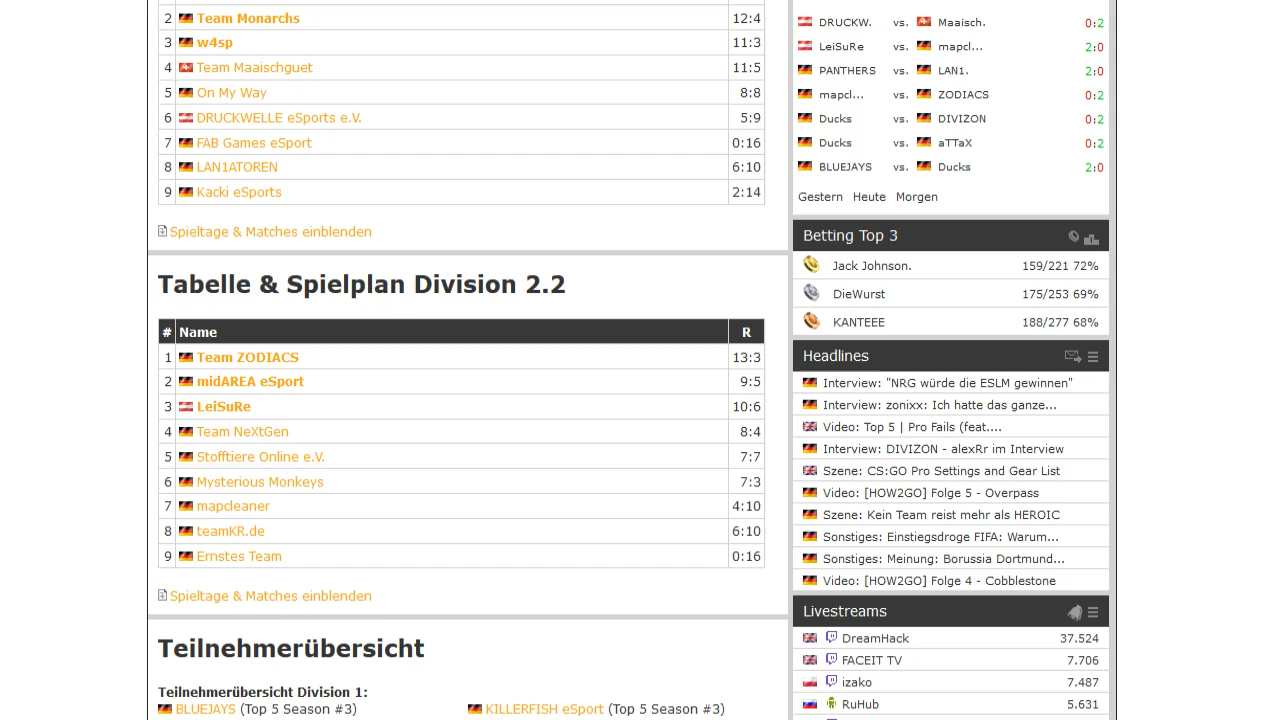 2 Team Monarchs 12:4
3 w4sp 11:3
4 Team Maaischguet 11:5
5 On My Way 8:8
6 DRUCKWELLE eSports e.V. 5:9
7 FAB Games eSport 0:16
8 LAN1ATOREN 6:10
9 Kacki eSports 2:14
Spieltage & Matches einblenden
Tabelle & Spielplan Division 2.2
# Name R
1 Team ZODIACS 13:3
2 midAREA eSport 9:5
3 LeiSuRe 10:6
4 Team NeXtGen 8:4
5 Stofftiere Online e.V. 7:7
6 Mysterious Monkeys 7:3
7 mapcleaner 4:10
8 teamKR.de 6:10
9 Ernstes Team 0:16
Spieltage & Matches einblenden
Teilnehmerübersicht
Teilnehmerübersicht Division 1:
BLUEJAYS (Top 5 Season #3) KILLERFISH eSport (Top 5 Season #3)
DRUCKW. vs. Maaisch. 0:2
LeiSuRe vs. mapcl... 2:0
PANTHERS vs. LAN1. 2:0
mapcl... vs. ZODIACS 0:2
Ducks vs. DIVIZON 0:2
Ducks vs. aTTaX 0:2
BLUEJAYS vs. Ducks 2:0
Gestern Heute Morgen
Betting Top 3
Jack Johnson. 159/221 72%
DieWurst 175/253 69%
KANTEEE 188/277 68%
Headlines
Interview: "NRG würde die ESLM gewinnen"
Interview: zonixx: Ich hatte das ganze...
Video: Top 5 | Pro Fails (feat....
Interview: DIVIZON - alexRr im Interview
Szene: CS:GO Pro Settings and Gear List
Video: [HOW2GO] Folge 5 - Overpass
Szene: Kein Team reist mehr als HEROIC
Sonstiges: Einstiegsdroge FIFA: Warum...
Sonstiges: Meinung: Borussia Dortmund...
Video: [HOW2GO] Folge 4 - Cobblestone
Livestreams
DreamHack 37.524
FACEIT TV 7.706
izako 7.487
RuHub 5.631